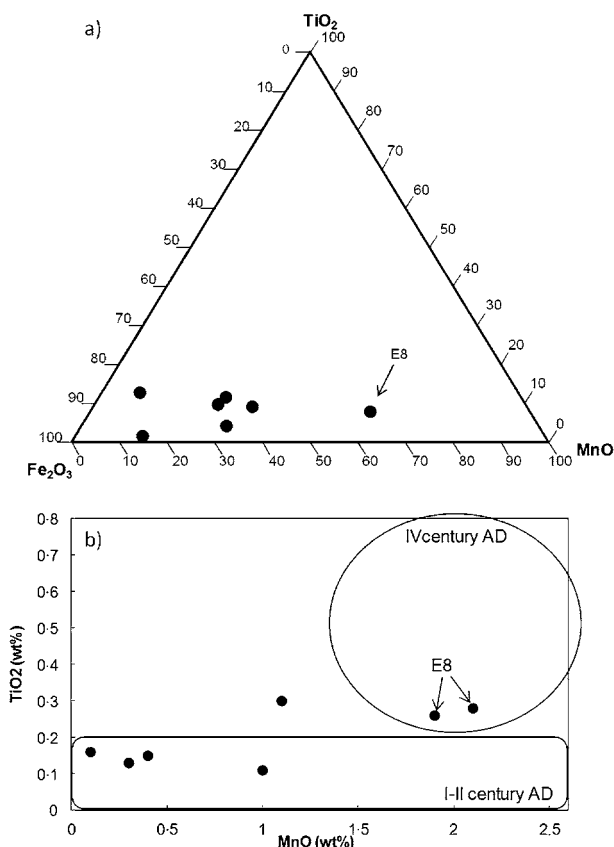 a)
TiO2
0 100
10 90
20 80
30 70
40 60
50 50
60 40
70 30
80 20
E8
90 10
100 0
Fe2O3 MnO
0 10 20 30 40 50 60 70 80 90 100
b)
IVcentury AD
0·8
0·7
0·6
0·5
0·4
E8
0·3
0·2
0·1
I-II century AD
0
TiO2 (wt%)
0 0·5 1 1·5 2 2·5
MnO (wt%)